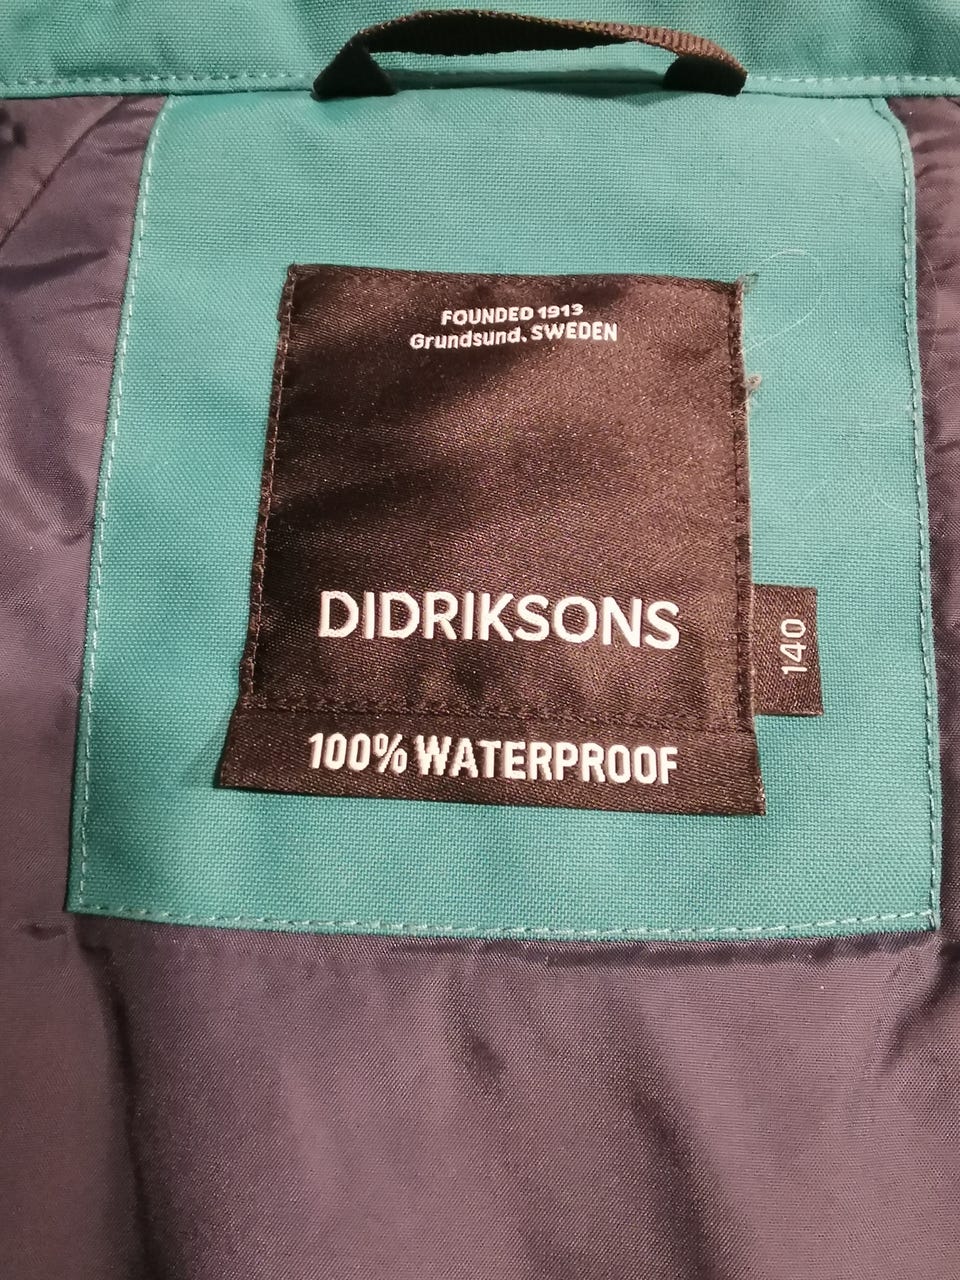 FOUNDED 1913
Grundsund, SWEDEN
DIDRIKSONS
140
100% WATERPROOF